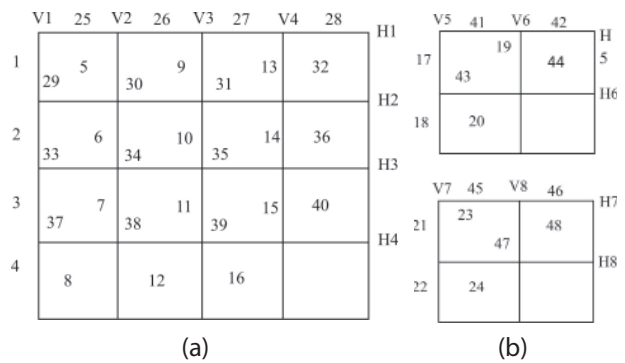 V1 25 V2 26 V3 27 V4 28
H1
1 5 9 13 32
29 30 31
H2
2 6 10 14 36
33 34 35
H3
3 7 11 15 40
37 38 39
H4
4 8 12 16
(a)
V5 41 V6 42
H
17 19 44 5
43
H6
18 20
V7 45 V8 46
H7
21 23 48
47
H8
22 24
(b)